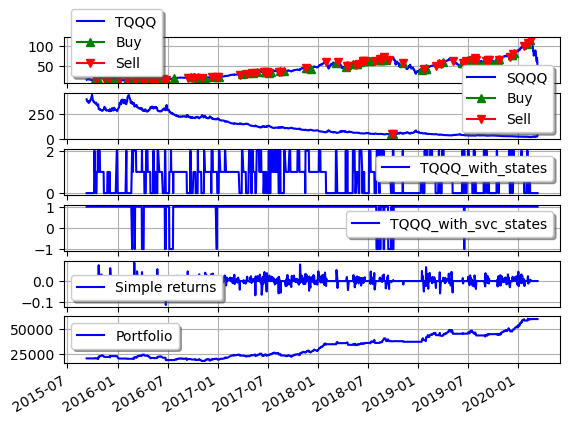 TQQQ
Buy
Sell
100
50
SQQQ
Buy
Sell
250
0
2
0
TQQQ_with_states
1
0
−1
TQQQ_with_svc_states
0.0
−0.1
Simple returns
50000
25000
Portfolio
2015-07
2016-01
2016-07
2017-01
2017-07
2018-01
2018-07
2019-01
2019-07
2020-01